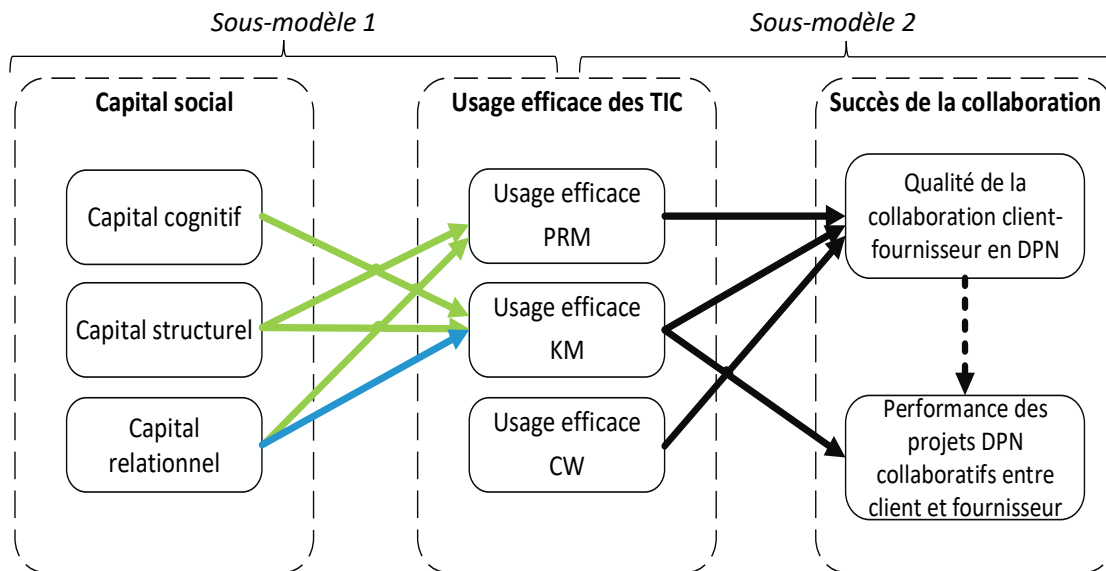 Sous-modèle 1
Sous-modèle 2
Capital social
Usage efficace des TIC
Succès de la collaboration
Capital cognitif
Capital structurel
Capital
relationnel
Usage efficace
PRM
Usage efficace
KM
Usage efficace
CW
Qualité de la
collaboration client-
fournisseur en DPN
Performance des
projets DPN
collaboratifs entre
client et fournisseur